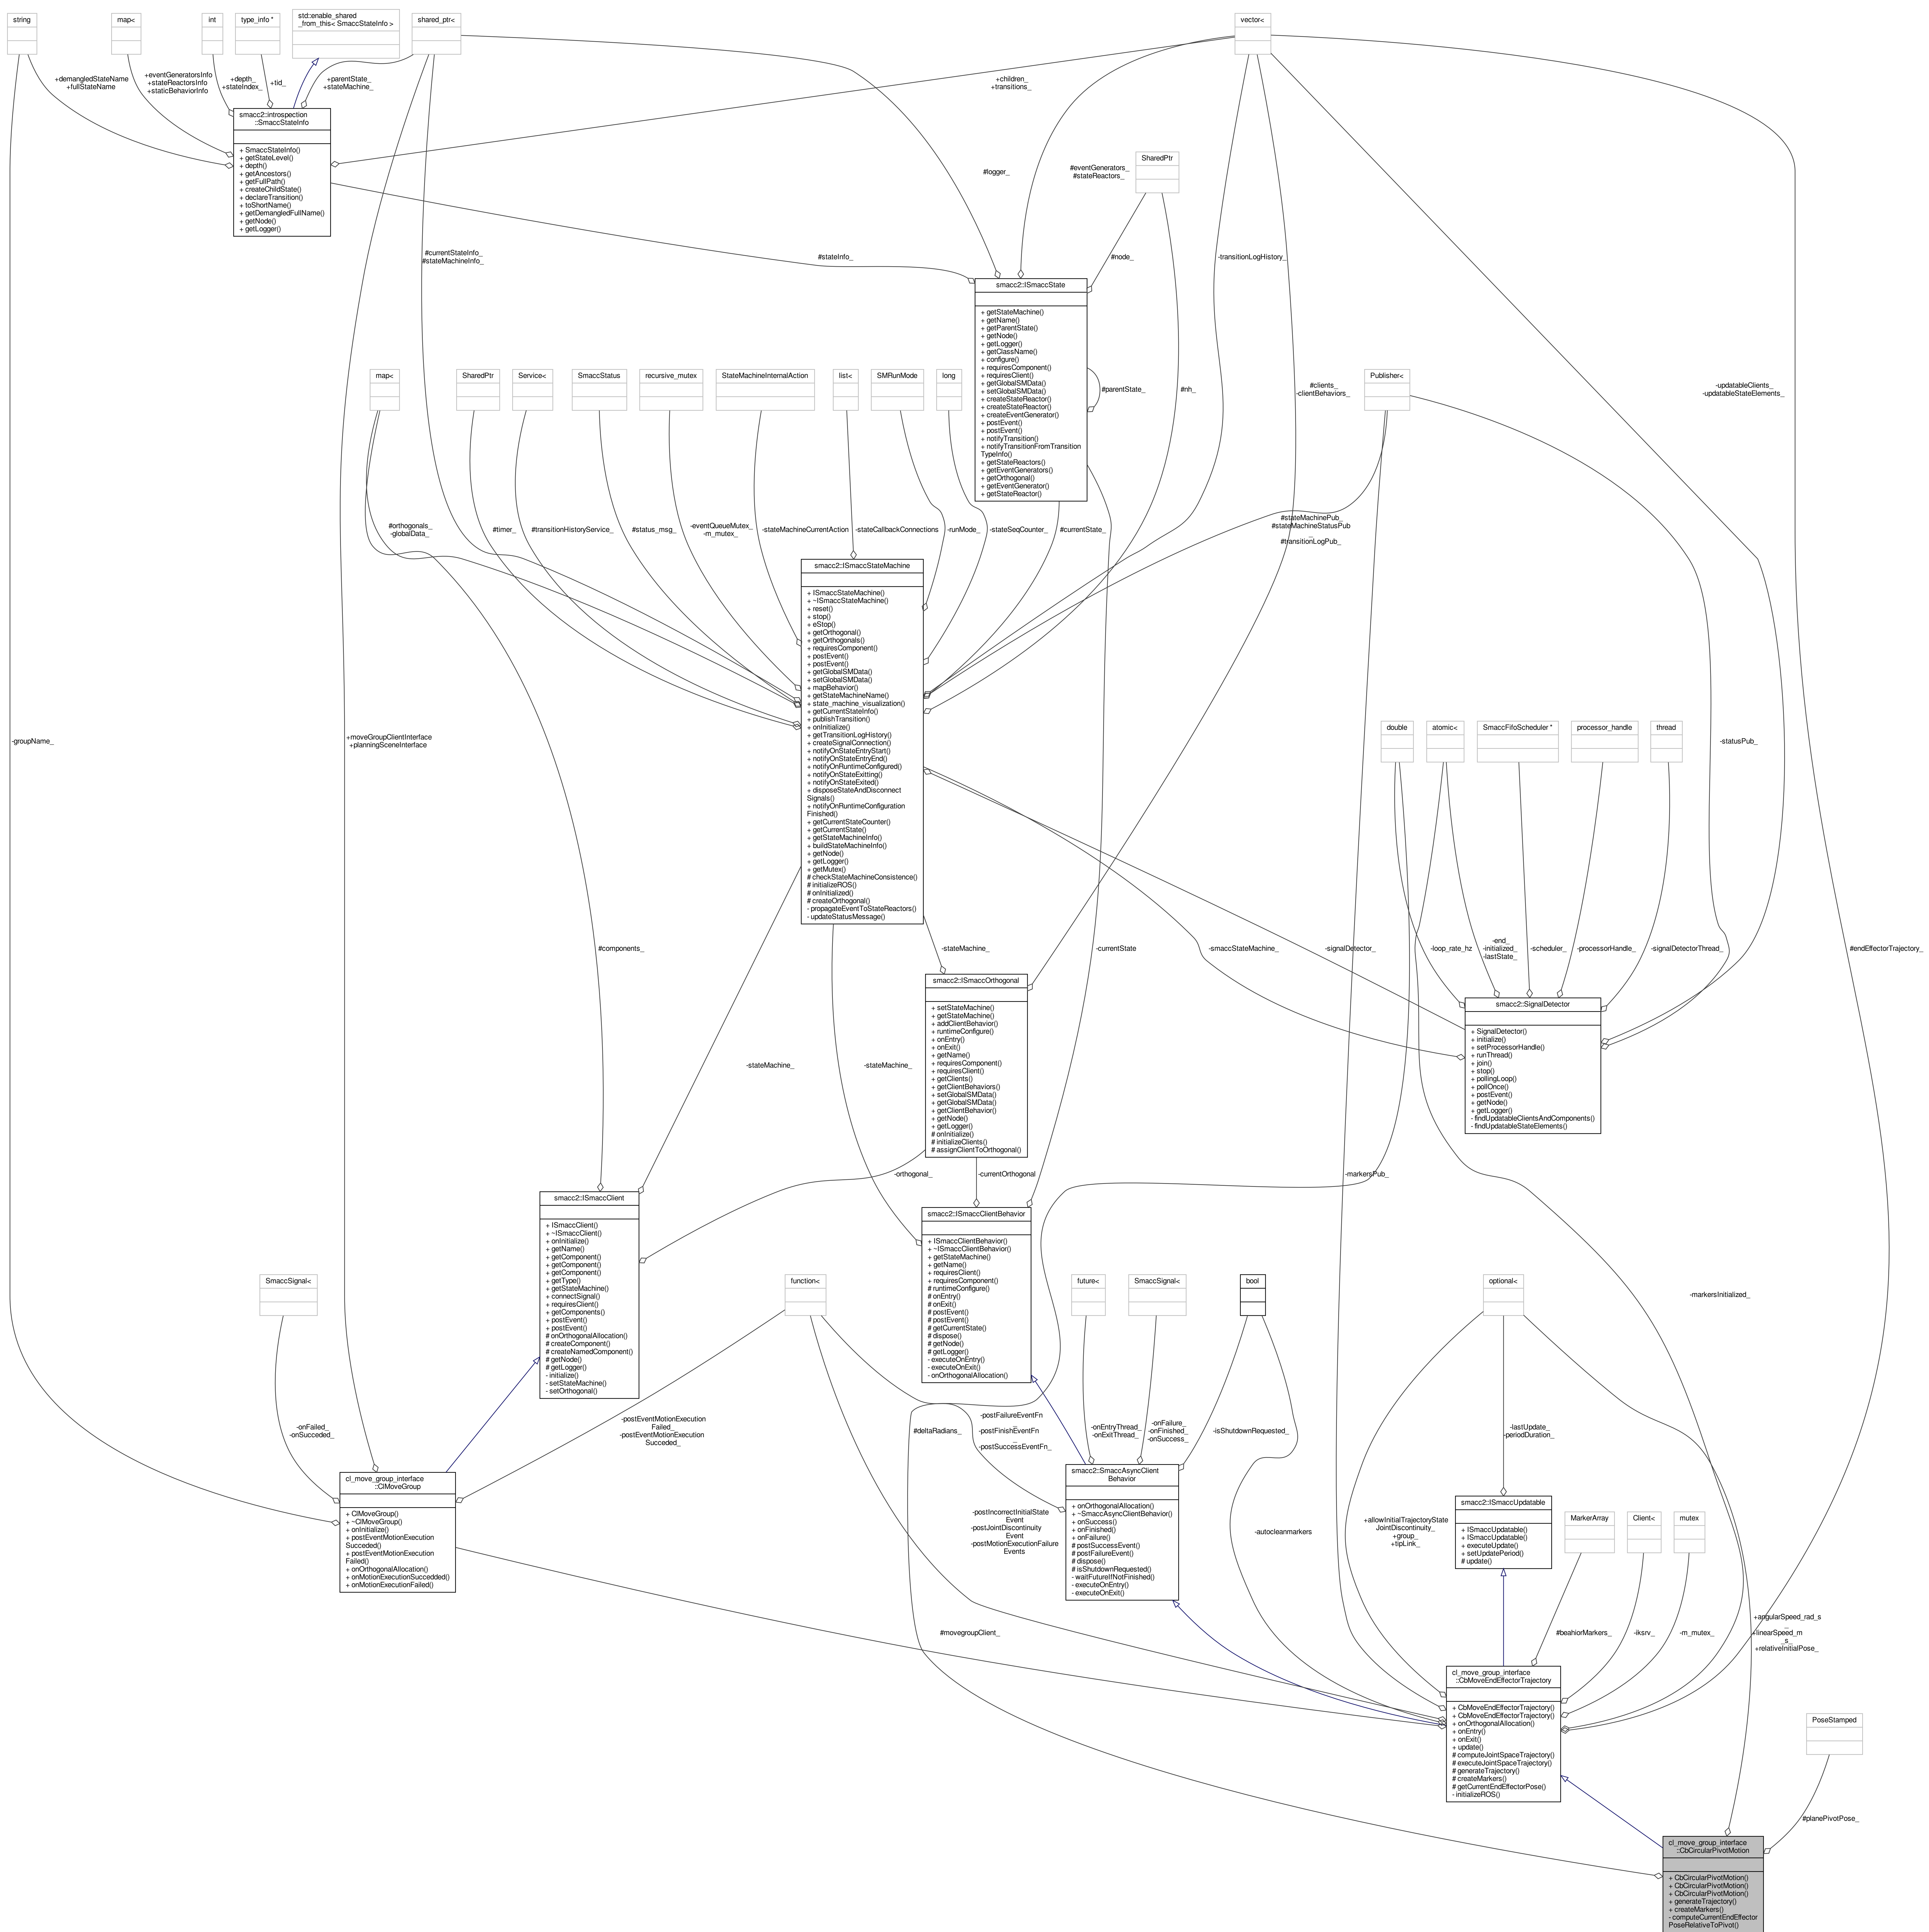 string
map<
int
type_info *
std:enable_shared
_from_this< SmaccStateInfo >
shared_ptr<
vector<
+demangledStateName
+fullStateName
+eventGeneratorsInfo
+stateReactorsInfo
+staticBehaviorInfo
+depth_
+stateIndex_
+tid_
+parentState_
+stateMachine_
+children_
+transitions_
smacc2::introspection
::SmaccStateInfo
+ SmaccStateInfo()
+ getStateLevel()
+ depth()
+ getAncestors()
+ getFullPath()
+ createChildState()
+ declareTransition()
+ toShortName()
+ getDemangledFullName()
+ getNode()
+ getLogger()
#logger_
#eventGenerators_
#stateReactors_
SharedPtr
#currentStateInfo_
#stateMachineInfo_
#stateInfo_
#node_
-transitionLogHistory_
smacc2::ISmaccState
+ getStateMachine()
+ getName()
+ getParentState()
+ getNode()
+ getLogger()
+ getClassName()
+ configure()
+ requiresComponent()
+ requiresClient()
+ getGlobalSMData()
+ setGlobalSMData()
+ createStateReactor()
+ createStateReactor()
+ createEventGenerator()
+ postEvent()
+ postEvent()
+ notifyTransition()
+ notifyTransitionFromTransition
TypeInfo()
+ getStateReactors()
+ getEventGenerators()
+ getOrthogonal()
+ getEventGenerator()
+ getStateReactor()
#parentState_
#nh_
#clients_
-clientBehaviors_
-updatableClients_
-updatableStateElements_
map<
SharedPtr
Service<
SmaccStatus
recursive_mutex
StateMachineInternalAction
list<
SMRunMode
long
Publisher<
#orthogonals_
-globalData_
#timer_
#transitionHistoryService_
#status_msg_
-eventQueueMutex_
-m_mutex_
-stateMachineCurrentAction
-stateCallbackConnections
-runMode_
-stateSeqCounter_
#currentState_
#stateMachinePub_
#stateMachineStatusPub
_
#transitionLogPub_
smacc2::ISmaccStateMachine
+ ISmaccStateMachine()
+ ~ISmaccStateMachine()
+ reset()
+ stop()
+ eStop()
+ getOrthogonal()
+ getOrthogonals()
+ requiresComponent()
+ postEvent()
+ postEvent()
+ getGlobalSMData()
+ setGlobalSMData()
+ mapBehavior()
+ getStateMachineName()
+ state_machine_visualization()
+ getCurrentStateInfo()
+ publishTransition()
+ onInitialize()
+ getTransitionLogHistory()
+ createSignalConnection()
+ notifyOnStateEntryStart()
+ notifyOnStateEntryEnd()
+ notifyOnRuntimeConfigured()
+ notifyOnStateExitting()
+ notifyOnStateExited()
+ disposeStateAndDisconnect
Signals()
+ notifyOnRuntimeConfiguration
Finished()
+ getCurrentStateCounter()
+ getCurrentState()
+ getStateMachineInfo()
+ buildStateMachineInfo()
+ getNode()
+ getLogger()
+ getMutex()
# checkStateMachineConsistence()
# initializeROS()
# onInitialized()
# createOrthogonal()
- propagateEventToStateReactors()
- updateStatusMessage()
-groupName_
+moveGroupClientInterface
+planningSceneInterface
double
atomic<
SmaccFifoScheduler *
processor_handle
thread
-statusPub_
#components_
-stateMachine_
-currentState
-smaccStateMachine_
-signalDetector_
-loop_rate_hz
-end_
-initialized_
-lastState_
-scheduler_
-processorHandle_
-signalDetectorThread_
#endEffectorTrajectory_
smacc2::ISmaccOrthogonal
+ setStateMachine()
+ getStateMachine()
+ addClientBehavior()
+ runtimeConfigure()
+ onEntry()
+ onExit()
+ getName()
+ requiresComponent()
+ requiresClient()
+ getClients()
+ getClientBehaviors()
+ setGlobalSMData()
+ getGlobalSMData()
+ getClientBehavior()
+ getNode()
+ getLogger()
# onInitialize()
# initializeClients()
# assignClientToOrthogonal()
smacc2::SignalDetector
+ SignalDetector()
+ initialize()
+ setProcessorHandle()
+ runThread()
+ join()
+ stop()
+ pollingLoop()
+ pollOnce()
+ postEvent()
+ getNode()
+ getLogger()
- findUpdatableClientsAndComponents()
- findUpdatableStateElements()
-stateMachine_
-stateMachine_
-orthogonal_
-currentOrthogonal
-markersPub_
smacc2::ISmaccClient
+ ISmaccClient()
+ ~ISmaccClient()
+ onInitialize()
+ getName()
+ getComponent()
+ getComponent()
+ getComponent()
+ getType()
+ getStateMachine()
+ connectSignal()
+ requiresClient()
+ getComponents()
+ postEvent()
+ postEvent()
# onOrthogonalAllocation()
# createComponent()
# createNamedComponent()
# getNode()
# getLogger()
- initialize()
- setStateMachine()
- setOrthogonal()
smacc2::ISmaccClientBehavior
+ ISmaccClientBehavior()
+ ~ISmaccClientBehavior()
+ getStateMachine()
+ getName()
+ requiresClient()
+ requiresComponent()
# runtimeConfigure()
# onEntry()
# onExit()
# postEvent()
# postEvent()
# getCurrentState()
# dispose()
# getNode()
# getLogger()
- executeOnEntry()
- executeOnExit()
- onOrthogonalAllocation()
SmaccSignal<
function<
future<
SmaccSignal<
bool
optional<
-markersInitialized_
-onFailed_
-onSucceded_
-postEventMotionExecution
Failed_
-postEventMotionExecution
Succeded_
#deltaRadians_
-postFailureEventFn
_
-postFinishEventFn
_
-postSuccessEventFn_
-onEntryThread_
-onExitThread_
-onFailure_
-onFinished_
-onSuccess_
-isShutdownRequested_
-lastUpdate_
-periodDuration_
cl_move_group_interface
::ClMoveGroup
+ ClMoveGroup()
+ ~ClMoveGroup()
+ onInitialize()
+ postEventMotionExecution
Succeded()
+ postEventMotionExecution
Failed()
+ onOrthogonalAllocation()
+ onMotionExecutionSuccedded()
+ onMotionExecutionFailed()
smacc2::SmaccAsyncClient
Behavior
+ onOrthogonalAllocation()
+ ~SmaccAsyncClientBehavior()
+ onSuccess()
+ onFinished()
+ onFailure()
# postSuccessEvent()
# postFailureEvent()
# dispose()
# isShutdownRequested()
- waitFutureIfNotFinished()
- executeOnEntry()
- executeOnExit()
-postIncorrectInitialState
Event
-postJointDiscontinuity
Event
-postMotionExecutionFailure
Events
-autocleanmarkers
+allowInitialTrajectoryState
JointDiscontinuity_
+group_
+tipLink_
smacc2::ISmaccUpdatable
+ ISmaccUpdatable()
+ ISmaccUpdatable()
+ executeUpdate()
+ setUpdatePeriod()
# update()
MarkerArray
Client<
mutex
#movegroupClient_
#beahiorMarkers_
-iksrv_
-m_mutex_
+angularSpeed_rad_s
_
+linearSpeed_m
_s_
+relativeInitialPose_
cl_move_group_interface
::CbMoveEndEffectorTrajectory
+ CbMoveEndEffectorTrajectory()
+ CbMoveEndEffectorTrajectory()
+ onOrthogonalAllocation()
+ onEntry()
+ onExit()
+ update()
# computeJointSpaceTrajectory()
# executeJointSpaceTrajectory()
# generateTrajectory()
# createMarkers()
# getCurrentEndEffectorPose()
- initializeROS()
PoseStamped
#planePivotPose_
cl_move_group_interface
::CbCircularPivotMotion
+ CbCircularPivotMotion()
+ CbCircularPivotMotion()
+ CbCircularPivotMotion()
+ generateTrajectory()
+ createMarkers()
- computeCurrentEndEffector
PoseRelativeToPivot()